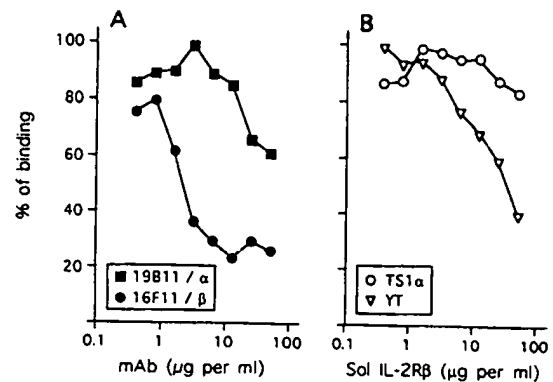 A
B
% of binding
100
80
60
40
20
19B11 / α
16F11 / β
TS1α
YT
0.1
1
10
100
0.1
1
10
100
mAb (μg per ml)
Sol IL-2Rβ (μg per ml)